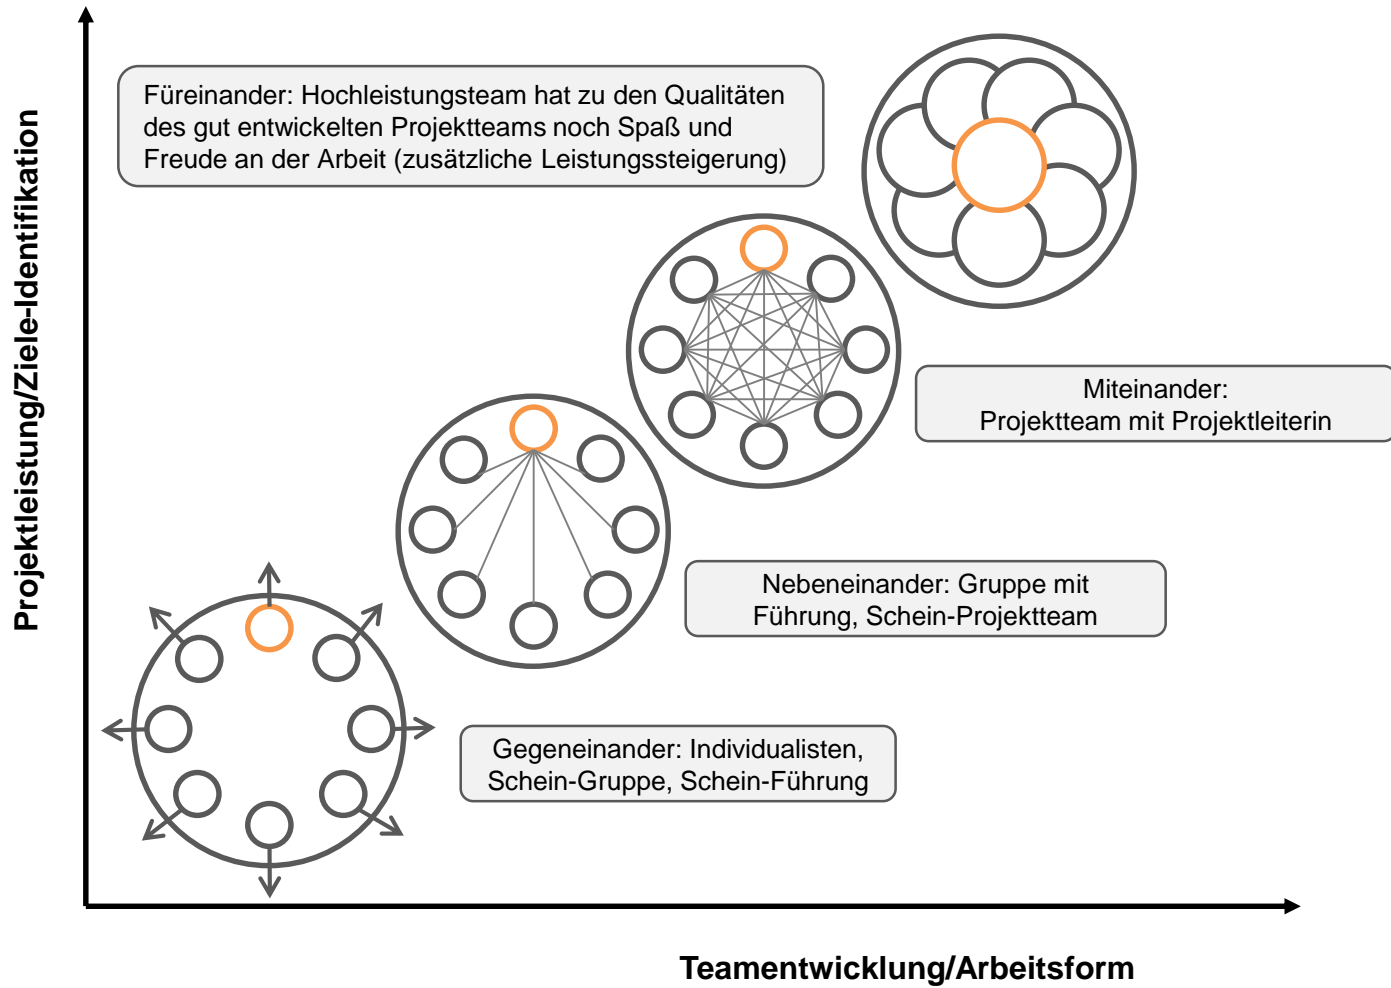 Projektleistung/Ziele-Identifikation
Füreinander: Hochleistungsteam hat zu den Qualitäten
des gut entwickelten Projektteams noch Spaß und
Freude an der Arbeit (zusätzliche Leistungssteigerung)
Miteinander:
Projektteam mit Projektleiterin
Nebeneinander: Gruppe mit
Führung, Schein-Projektteam
Gegeneinander: Individualisten,
Schein-Gruppe, Schein-Führung
Teamentwicklung/Arbeitsform